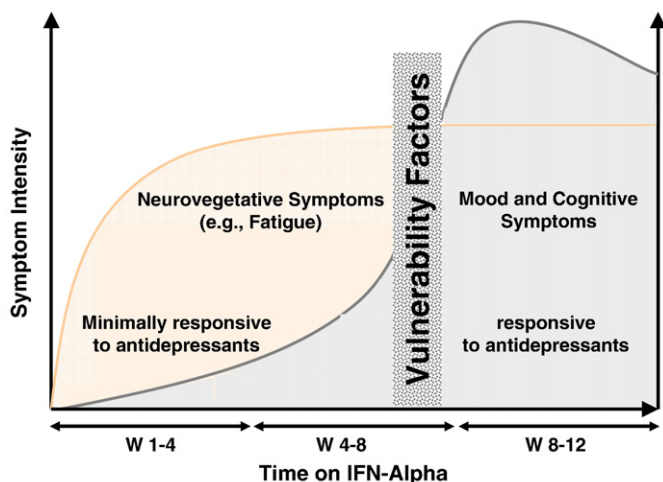 Symptom Intensity
Neurovegetative Symptoms
(e.g., Fatigue)
Minimally responsive
to antidepressants
Vulnerability Factors
Mood and Cognitive
Symptoms
responsive
to antidepressants
W 1-4
W 4-8
W 8-12
Time on IFN-Alpha